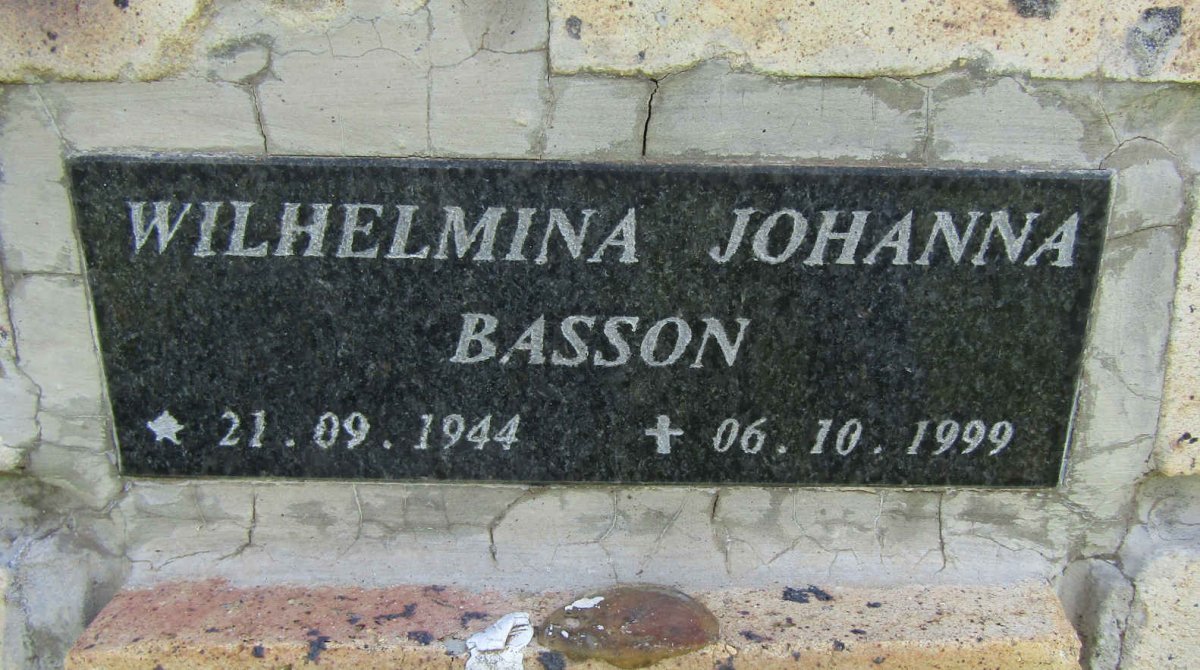 WILHELMINA JOHANNA
BASSON
★ 21.09.1944 ✝ 06.10.1999